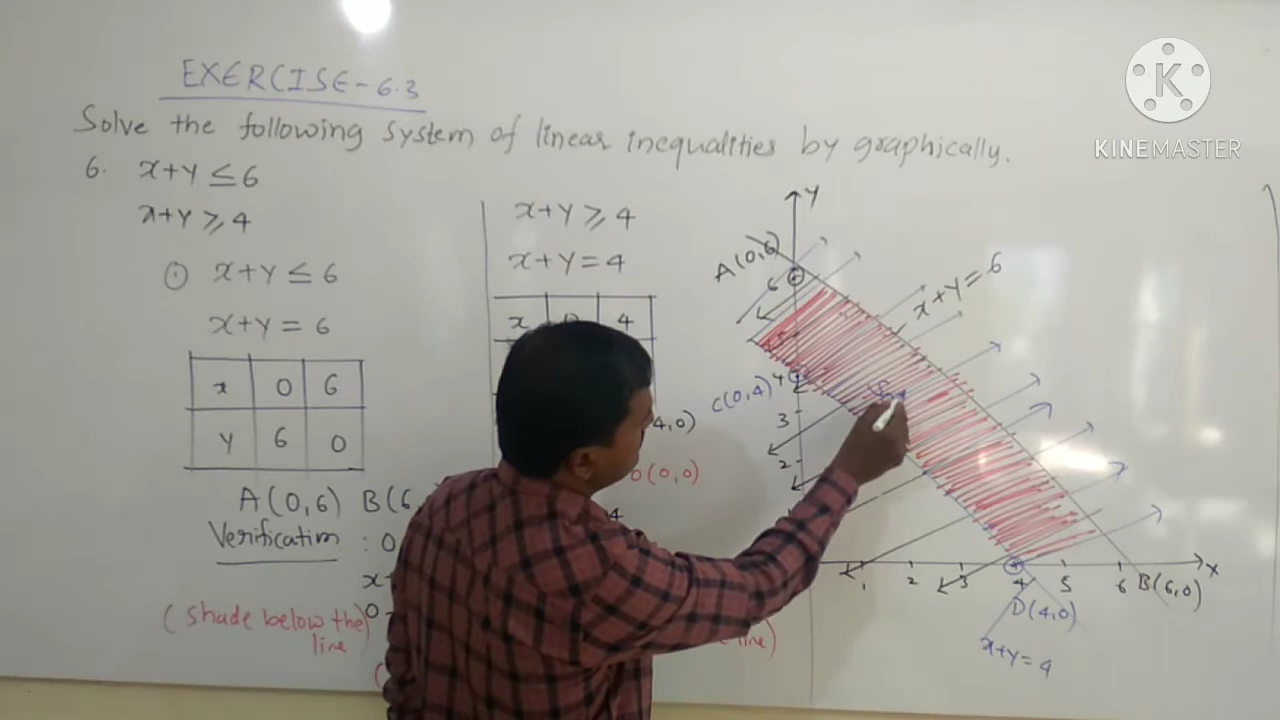 EXERCISE - 6.3
Solve the following system of linear inequalities by graphically.
6. x+y ≤ 6
x+y ≥ 4
① x+y ≤ 6
x+y = 6
x 0 6
y 6 0
A(0,6) B(6,
Verification : 0
(shade below the
line
x+y ≥ 4
x+y = 4
x 0 4
4,0)
O(0,0)
line)
Y
A(0,6)
6
x+y = 6
C(0,4) 4
3
2
1 2 3 4 5 6 X
B(6,0)
D(4,0)
x+y = 4
K
KINEMASTER